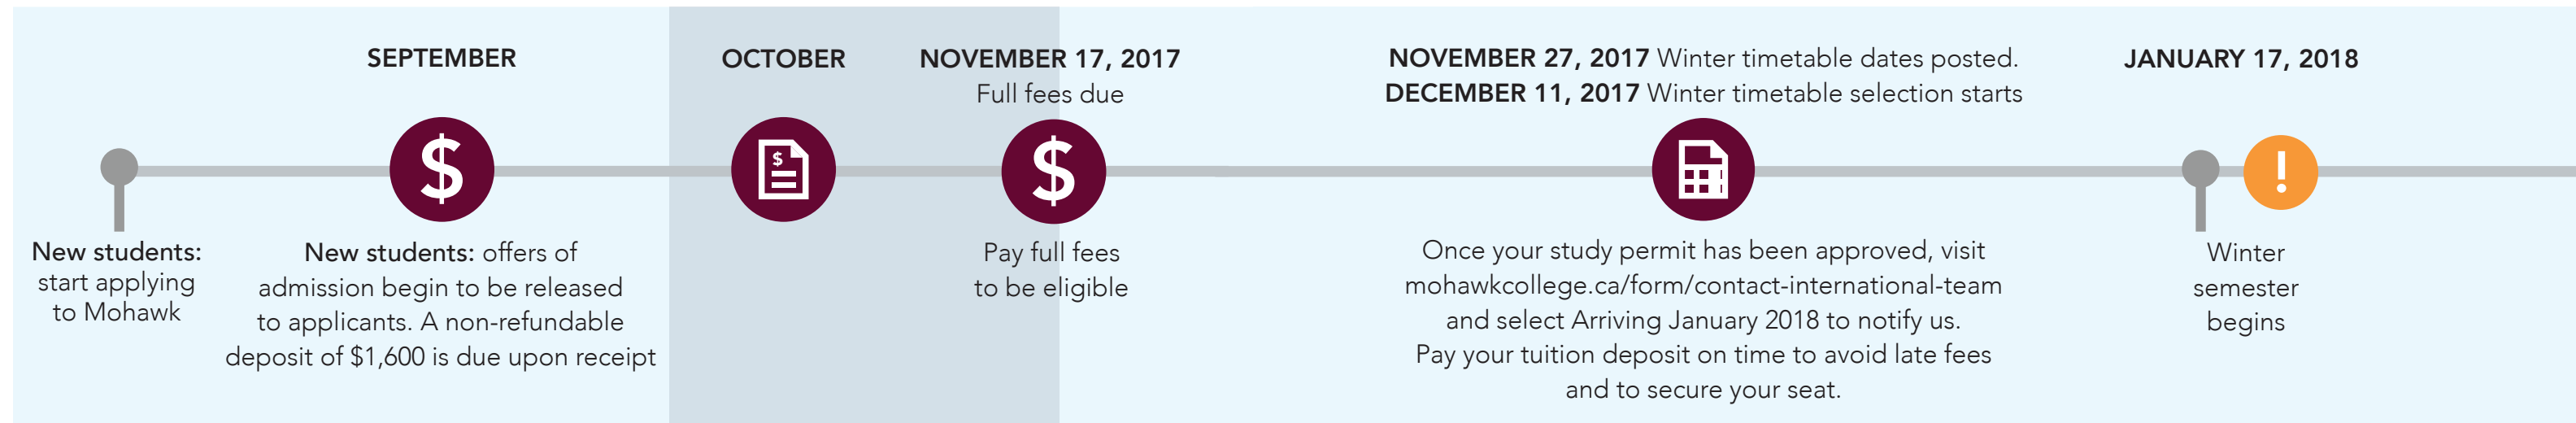 New students:
start applying
to Mohawk
SEPTEMBER
$
New students: offers of
admission begin to be released
to applicants. A non-refundable
deposit of $1,600 is due upon receipt
OCTOBER
$
NOVEMBER 17, 2017
Full fees due
$
Pay full fees
to be eligible
NOVEMBER 27, 2017 Winter timetable dates posted.
DECEMBER 11, 2017 Winter timetable selection starts
Once your study permit has been approved, visit
mohawkcollege.ca/form/contact-international-team
and select Arriving January 2018 to notify us.
Pay your tuition deposit on time to avoid late fees
and to secure your seat.
JANUARY 17, 2018
!
Winter
semester
begins